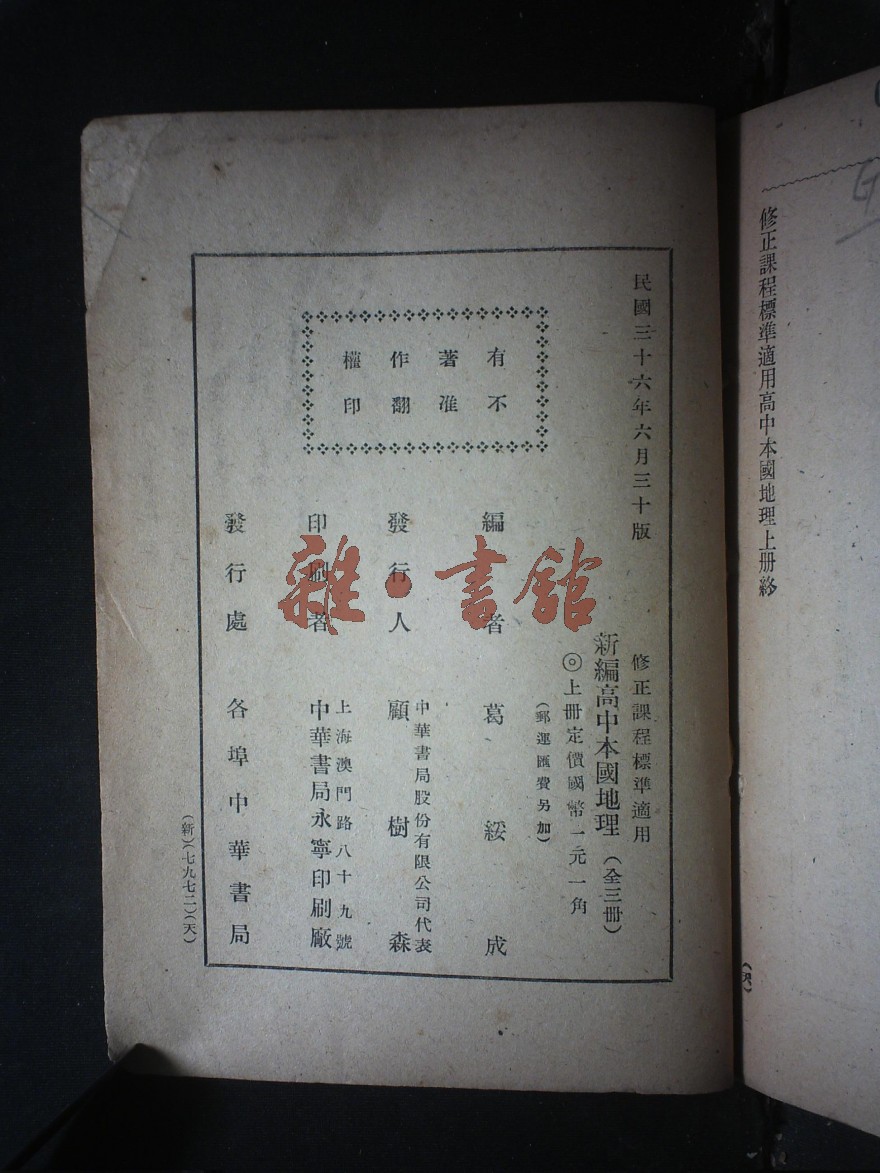 修正課程標準適用高中本國地理上册終
民國三十六年六月三十版
有著作權
不准翻印
修正課程標準適用
新編高中本國地理（全三册）
◎上册定價國幣一元一角
（郵運匯費另加）
編者 葛綏成
中華書局股份有限公司代表
發行人 顧樹森
上海澳門路八十九號
印刷者 中華書局永寧印刷廠
發行處 各埠中華書局
（新）（七九七二）（天）
雜·書館